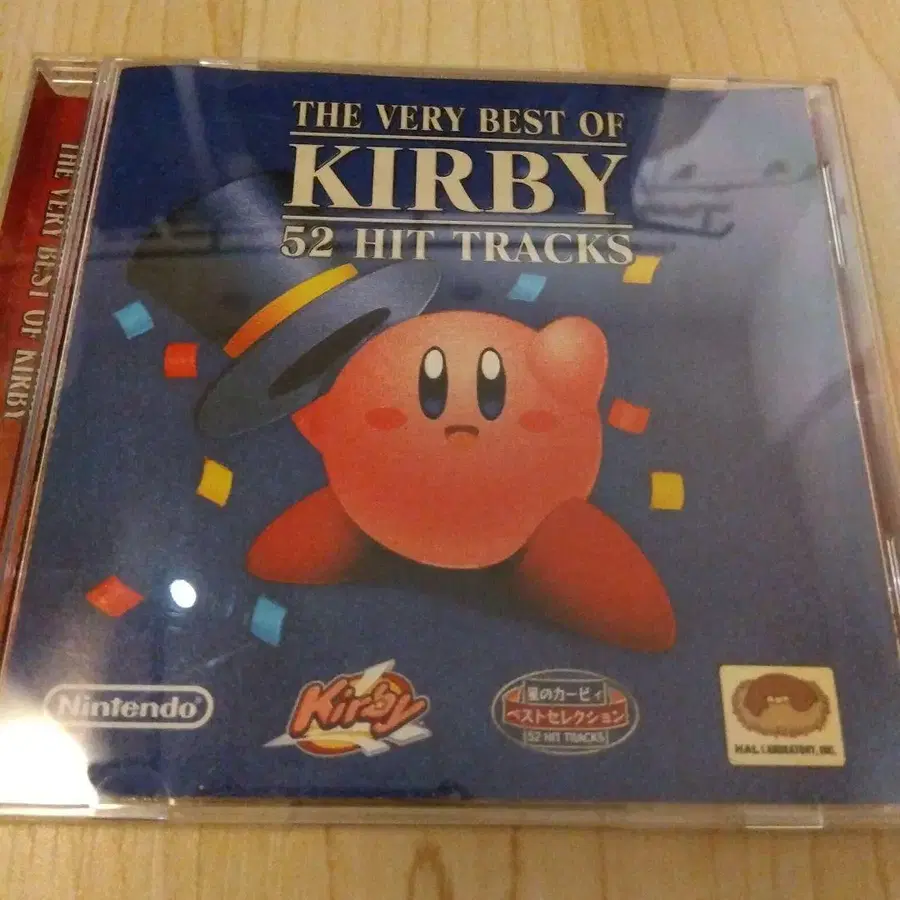 THE VERY BEST OF
KIRBY
52 HIT TRACKS
THE VERY BEST OF KIRBY
Nintendo
Kirby
星のカービィ
ベストセレクション
52 HIT TRACKS
HAL LABORATORY, INC.